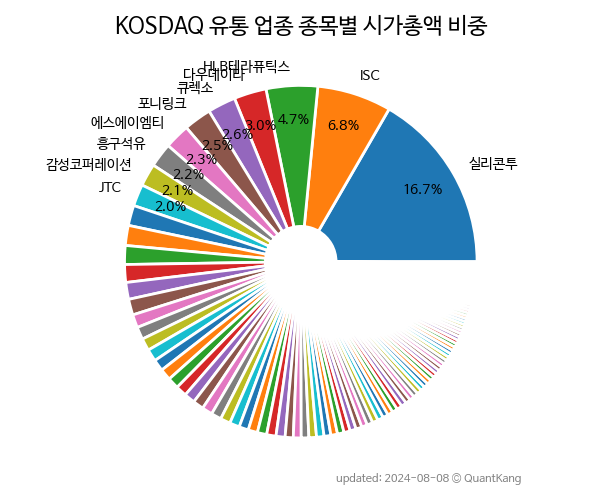 KOSDAQ 유통 업종 종목별 시가총액 비중
HLB테라퓨틱스
다우데이타
큐렉소
포니링크
에스에이엠티
흥구석유
감성코퍼레이션
JTC
ISC
실리콘투
16.7%
6.8%
4.7%
3.0%
2.6%
2.5%
2.3%
2.2%
2.1%
2.0%
updated: 2024-08-08 © QuantKang